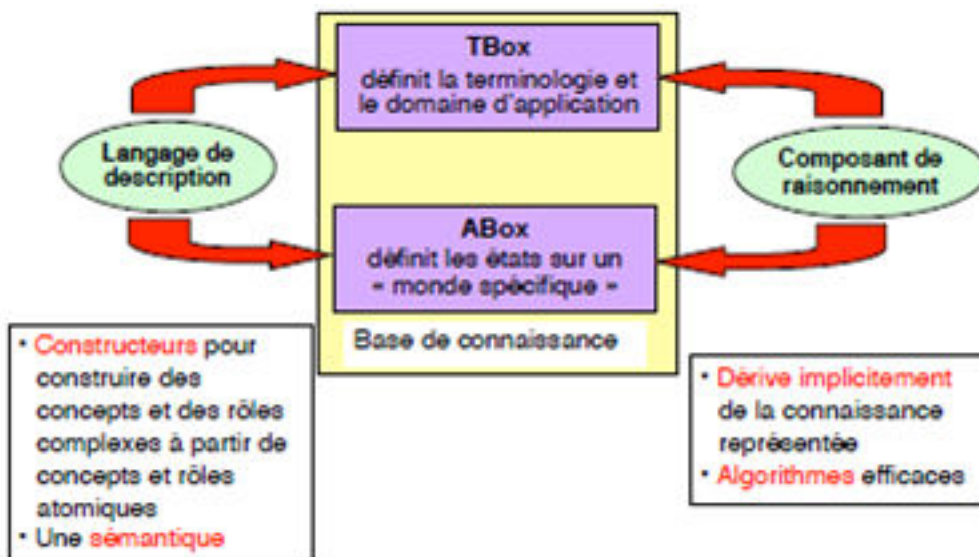 TBox
définit la terminologie et
le domaine d'application
Langage de
description
Composant de
raisonnement
ABox
définit les états sur un
« monde spécifique »
Base de connaissance
• Constructeurs pour
construire des
concepts et des rôles
complexes à partir de
concepts et rôles
atomiques
• Une sémantique
• Dérive implicitement
de la connaissance
représentée
• Algorithmes efficaces